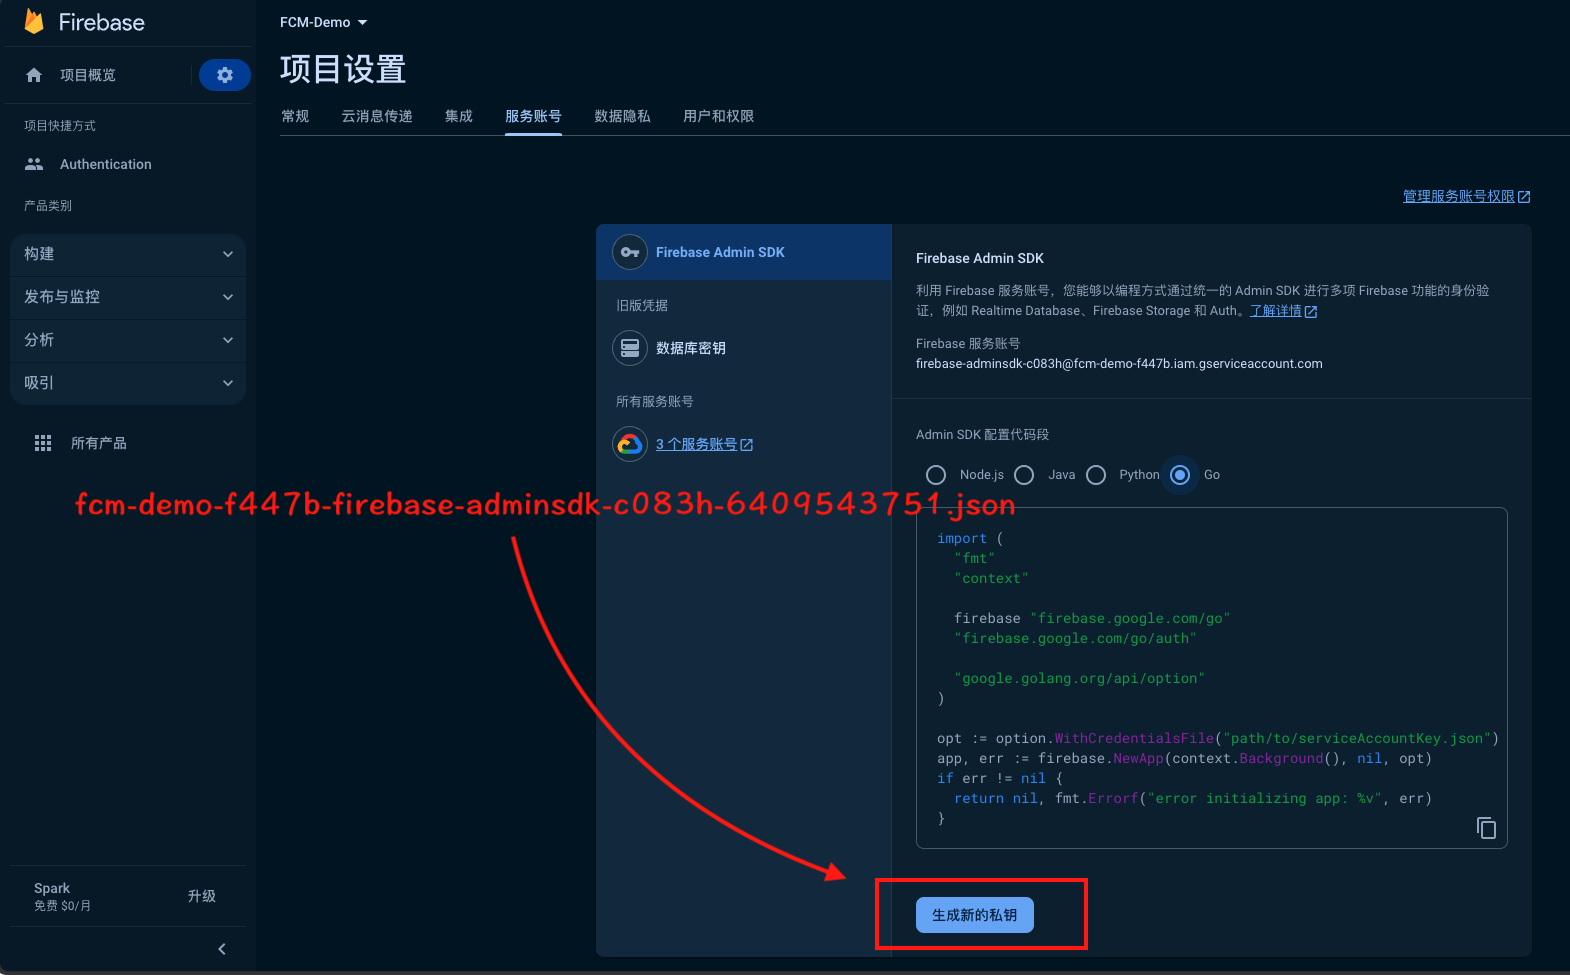 Firebase
项目概览
项目快捷方式
Authentication
产品类别
构建
发布与监控
分析
吸引
所有产品
Spark
免费 $0/月
升级
FCM-Demo
项目设置
常规
云消息传递
集成
服务账号
数据隐私
用户和权限
管理服务账号权限
Firebase Admin SDK
旧版凭据
数据库密钥
所有服务账号
3 个服务账号
Firebase Admin SDK
利用 Firebase 服务账号，您能够以编程方式通过统一的 Admin SDK 进行多项 Firebase 功能的身份验
证，例如 Realtime Database、Firebase Storage 和 Auth。了解详情
Firebase 服务账号
firebase-adminsdk-c083h@fcm-demo-f447b.iam.gserviceaccount.com
Admin SDK 配置代码段
Node.js
Java
Python
Go
fcm-demo-f447b-firebase-adminsdk-c083h-6409543751.json
import (
"fmt"
"context"
firebase "firebase.google.com/go"
"firebase.google.com/go/auth"
"google.golang.org/api/option"
)
opt := option.WithCredentialsFile("path/to/serviceAccountKey.json")
app, err := firebase.NewApp(context.Background(), nil, opt)
if err != nil {
return nil, fmt.Errorf("error initializing app: %v", err)
}
生成新的私钥